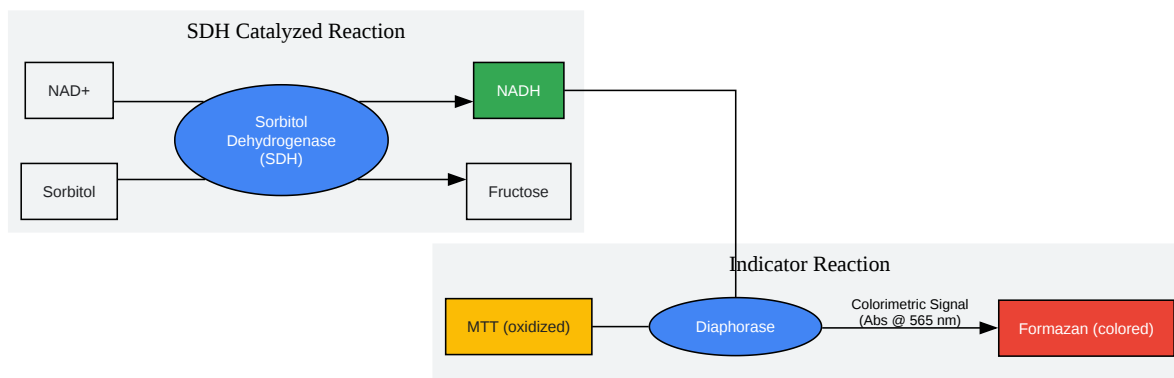 SDH Catalyzed Reaction
NAD+
NADH
Sorbitol
Dehydrogenase
(SDH)
Sorbitol
Fructose
Indicator Reaction
MTT (oxidized)
Diaphorase
Colorimetric Signal
(Abs @ 565 nm)
Formazan (colored)